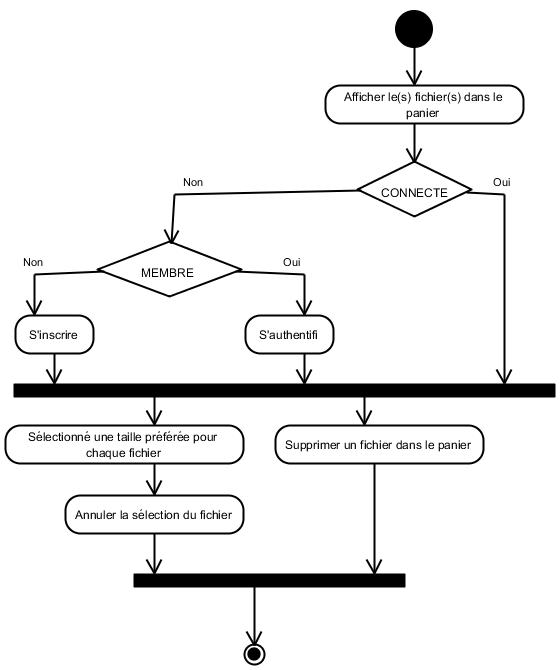 Afficher le(s) fichier(s) dans le
panier
CONNECTE
Non
Oui
MEMBRE
Non
Oui
S'inscrire
S'authentifi
Sélectionné une taille préférée pour
chaque fichier
Supprimer un fichier dans le panier
Annuler la sélection du fichier